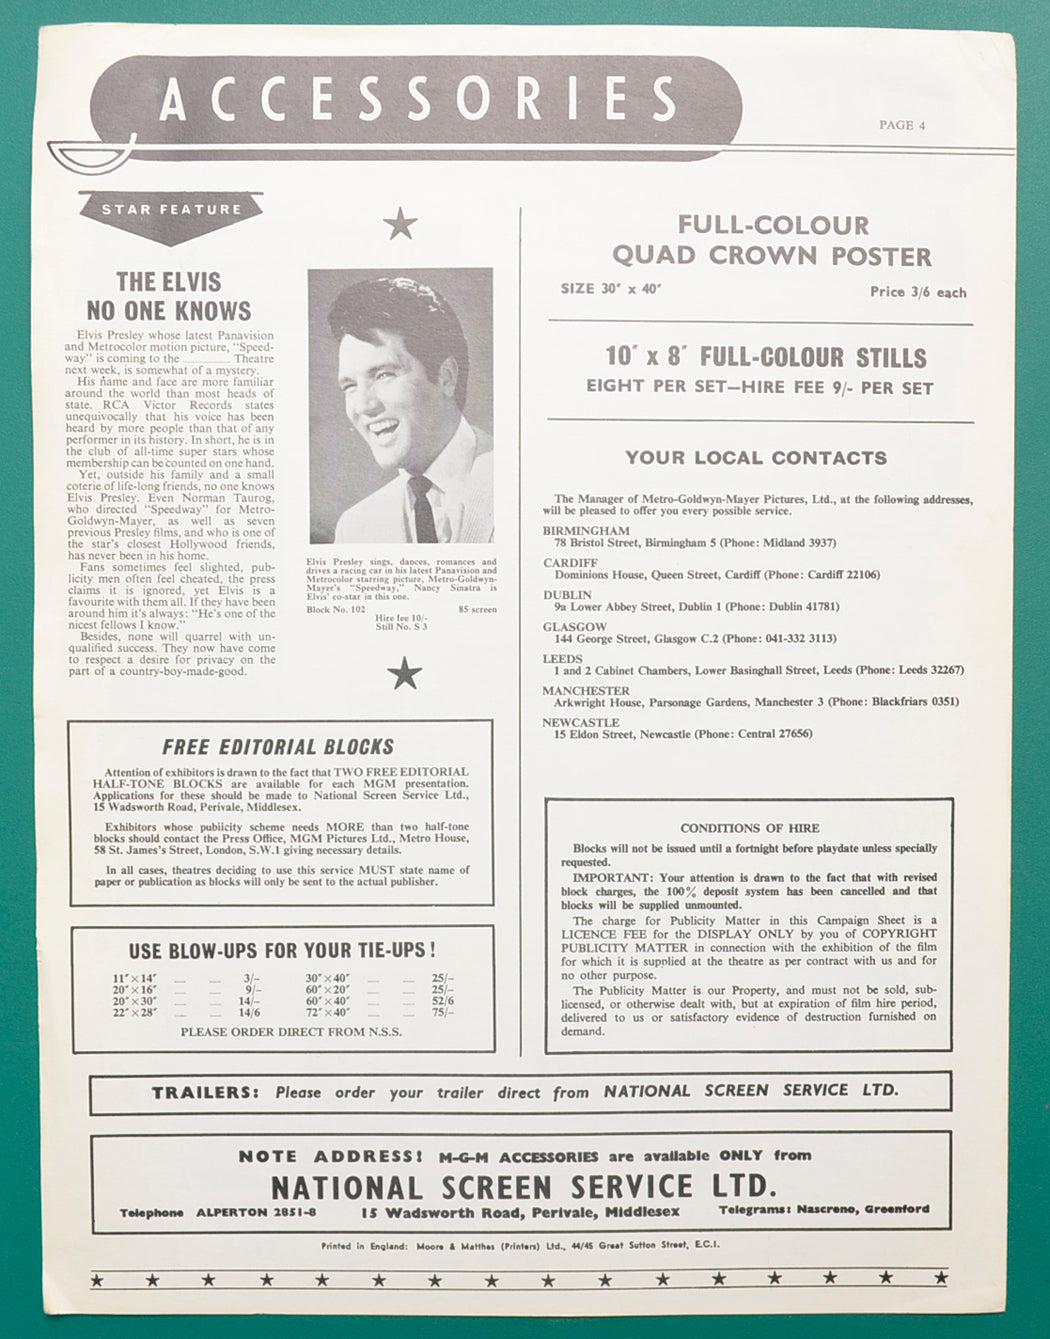 ACCESSORIES
PAGE 4
STAR FEATURE
THE ELVIS
NO ONE KNOWS
Elvis Presley whose latest Panavision
and Metrocolor motion picture, "Speed-
way" is coming to the ________ Theatre
next week, is somewhat of a mystery.
His name and face are more familiar
around the world than most heads of
state. RCA Victor Records states
unequivocally that his voice has been
heard by more people than that of any
performer in its history. In short, he is in
the club of all-time super stars whose
membership can be counted on one hand.
Yet, outside his family and a small
coterie of life-long friends, no one knows
Elvis Presley. Even Norman Taurog,
who directed "Speedway" for Metro-
Goldwyn-Mayer, as well as seven
previous Presley films, and who is one of
the star's closest Hollywood friends,
has never been in his home.
Fans sometimes feel slighted, pub-
licity men often feel cheated, the press
claims it is ignored, yet Elvis is a
favourite with them all. If they have been
around him it's always: "He's one of the
nicest fellows I know."
Besides, none will quarrel with un-
qualified success. They now have come
to respect a desire for privacy on the
part of a country-boy-made-good.
Elvis Presley sings, dances, romances and
drives a racing car in his latest Panavision and
Metrocolor starring picture, Metro-Goldwyn-
Mayer's "Speedway," Nancy Sinatra is
Elvis' co-star in this one.
Block No. 102 85 screen
Hire fee 10/-
Still No. S 3
FREE EDITORIAL BLOCKS
Attention of exhibitors is drawn to the fact that TWO FREE EDITORIAL
HALF-TONE BLOCKS are available for each MGM presentation.
Applications for these should be made to National Screen Service Ltd.,
15 Wadsworth Road, Perivale, Middlesex.
Exhibitors whose publicity scheme needs MORE than two half-tone
blocks should contact the Press Office, MGM Pictures Ltd., Metro House,
58 St. James's Street, London, S.W.1 giving necessary details.
In all cases, theatres deciding to use this service MUST state name of
paper or publication as blocks will only be sent to the actual publisher.
USE BLOW-UPS FOR YOUR TIE-UPS!
11″×14″ .... .... 3/- 30″×40″ .... .... 25/-
20″×16″ .... .... 9/- 60″×20″ .... .... 25/-
20″×30″ .... .... 14/- 60″×40″ .... .... 52/6
22″×28″ .... .... 14/6 72″×40″ .... .... 75/-
PLEASE ORDER DIRECT FROM N.S.S.
FULL-COLOUR
QUAD CROWN POSTER
SIZE 30″ x 40″ Price 3/6 each
10″ x 8″ FULL-COLOUR STILLS
EIGHT PER SET—HIRE FEE 9/- PER SET
YOUR LOCAL CONTACTS
The Manager of Metro-Goldwyn-Mayer Pictures, Ltd., at the following addresses,
will be pleased to offer you every possible service.
BIRMINGHAM
78 Bristol Street, Birmingham 5 (Phone: Midland 3937)
CARDIFF
Dominions House, Queen Street, Cardiff (Phone: Cardiff 22106)
DUBLIN
9a Lower Abbey Street, Dublin 1 (Phone: Dublin 41781)
GLASGOW
144 George Street, Glasgow C.2 (Phone: 041-332 3113)
LEEDS
1 and 2 Cabinet Chambers, Lower Basinghall Street, Leeds (Phone: Leeds 32267)
MANCHESTER
Arkwright House, Parsonage Gardens, Manchester 3 (Phone: Blackfriars 0351)
NEWCASTLE
15 Eldon Street, Newcastle (Phone: Central 27656)
CONDITIONS OF HIRE
Blocks will not be issued until a fortnight before playdate unless specially
requested.
IMPORTANT: Your attention is drawn to the fact that with revised
block charges, the 100% deposit system has been cancelled and that
blocks will be supplied unmounted.
The charge for Publicity Matter in this Campaign Sheet is a
LICENCE FEE for the DISPLAY ONLY by you of COPYRIGHT
PUBLICITY MATTER in connection with the exhibition of the film
for which it is supplied at the theatre as per contract with us and for
no other purpose.
The Publicity Matter is our Property, and must not be sold, sub-
licensed, or otherwise dealt with, but at expiration of film hire period,
delivered to us or satisfactory evidence of destruction furnished on
demand.
TRAILERS: Please order your trailer direct from NATIONAL SCREEN SERVICE LTD.
NOTE ADDRESS! M-G-M ACCESSORIES are available ONLY from
NATIONAL SCREEN SERVICE LTD.
Telephone ALPERTON 2851-8 15 Wadsworth Road, Perivale, Middlesex Telegrams: Nascreno, Greenford
Printed in England: Moore & Matthes (Printers) Ltd., 44/45 Great Sutton Street, E.C.1.